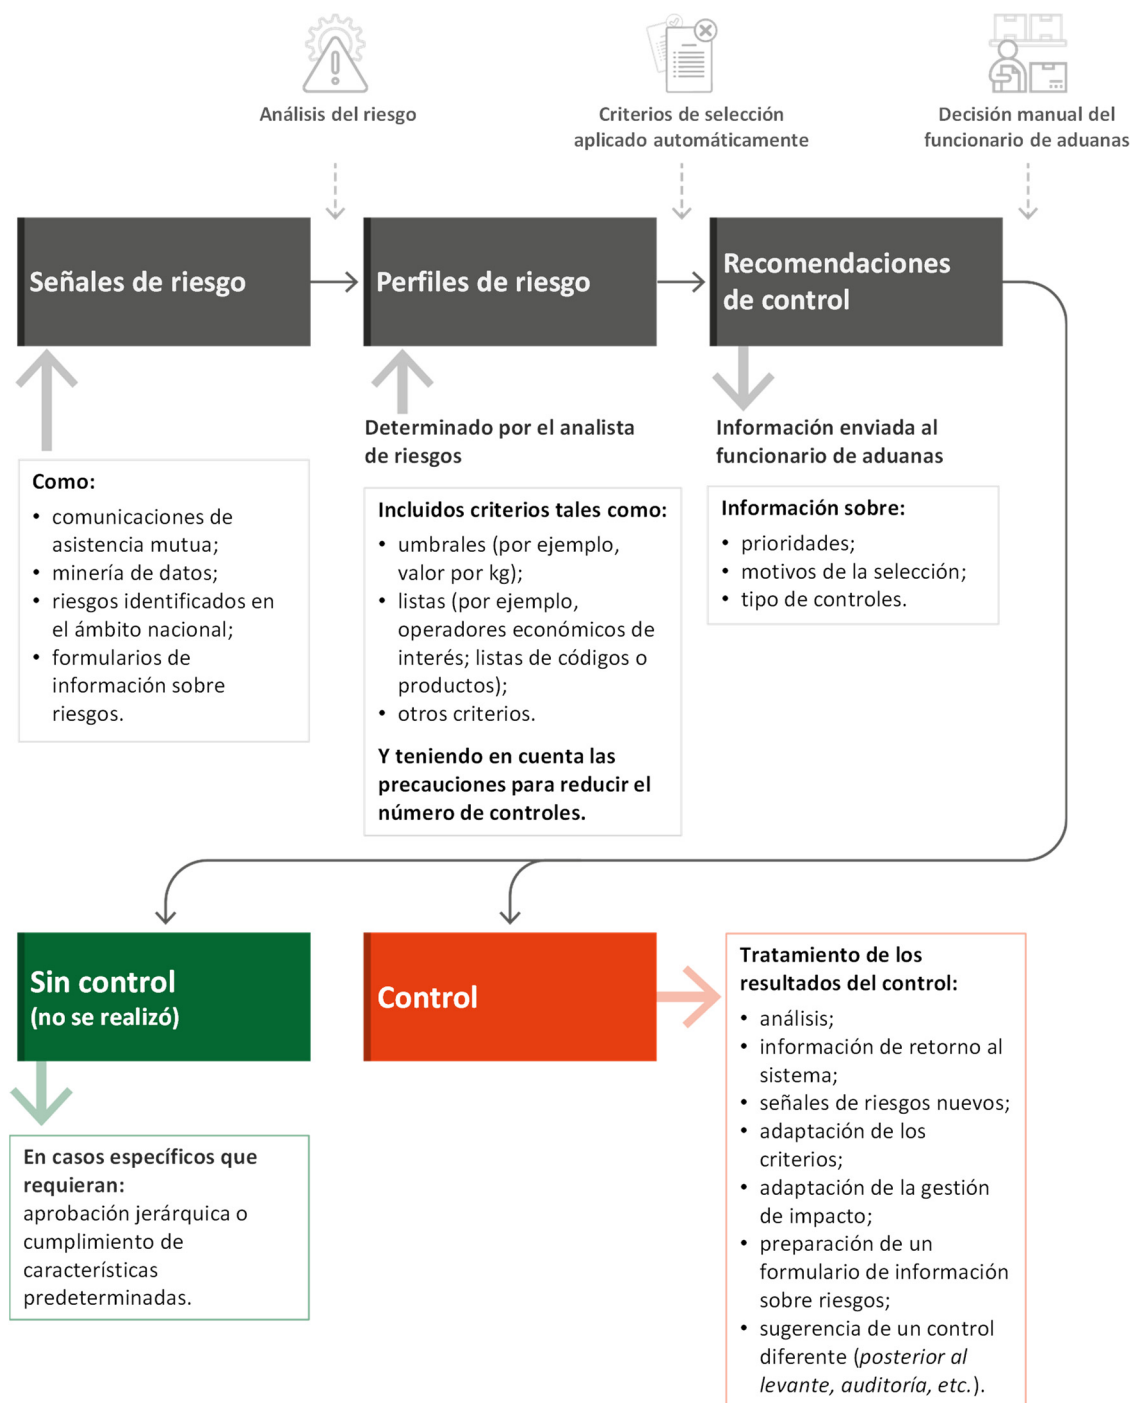 Análisis del riesgo
Criterios de selección
aplicado automáticamente
Decisión manual del
funcionario de aduanas
Señales de riesgo
Perfiles de riesgo
Recomendaciones
de control
Como:
• comunicaciones de
asistencia mutua;
• minería de datos;
• riesgos identificados en
el ámbito nacional;
• formularios de
información sobre
riesgos.
Determinado por el analista
de riesgos
Incluidos criterios tales como:
• umbrales (por ejemplo,
valor por kg);
• listas (por ejemplo,
operadores económicos de
interés; listas de códigos o
productos);
• otros criterios.
Y teniendo en cuenta las
precauciones para reducir el
número de controles.
Información enviada al
funcionario de aduanas
Información sobre:
• prioridades;
• motivos de la selección;
• tipo de controles.
Sin control
(no se realizó)
En casos específicos que
requieran:
aprobación jerárquica o
cumplimiento de
características
predeterminadas.
Control
Tratamiento de los
resultados del control:
• análisis;
• información de retorno al
sistema;
• señales de riesgos nuevos;
• adaptación de los
criterios;
• adaptación de la gestión
de impacto;
• preparación de un
formulario de información
sobre riesgos;
• sugerencia de un control
diferente (posterior al
levante, auditoría, etc.).